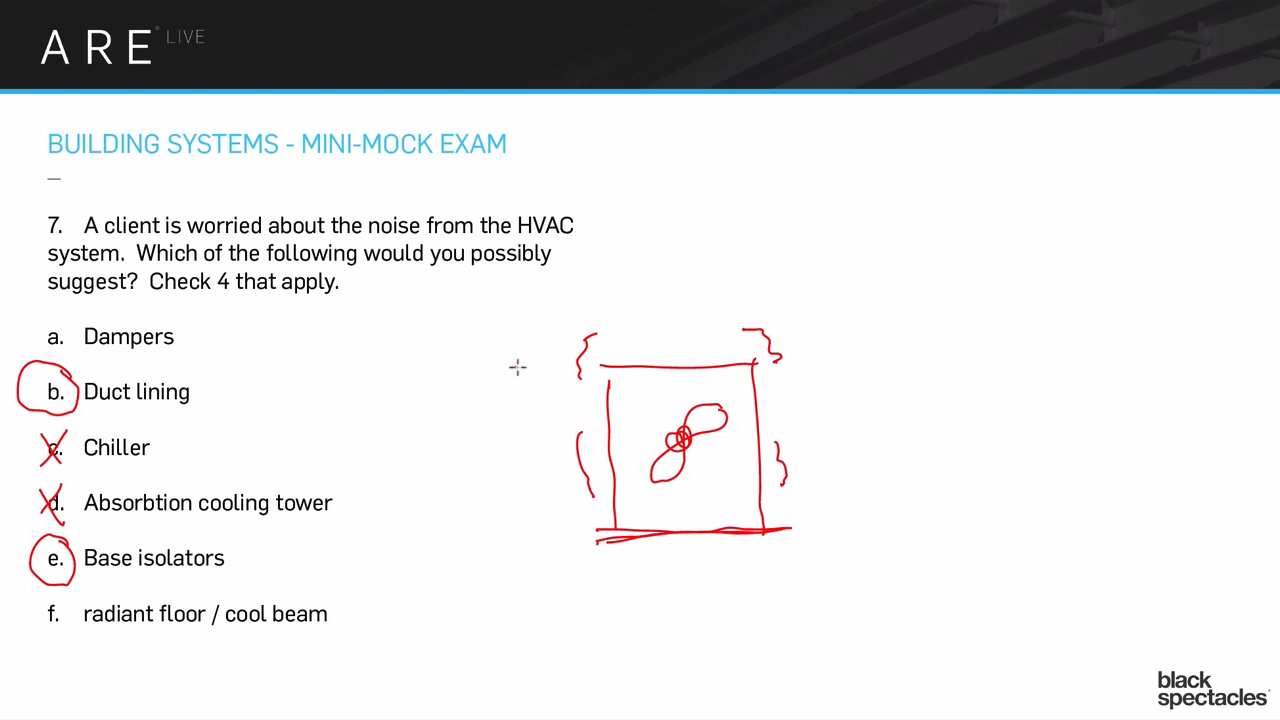 ARE® LIVE
BUILDING SYSTEMS - MINI-MOCK EXAM
7. A client is worried about the noise from the HVAC
system. Which of the following would you possibly
suggest? Check 4 that apply.
a. Dampers
b. Duct lining
c. Chiller
d. Absorbtion cooling tower
e. Base isolators
f. radiant floor / cool beam
black
spectacles